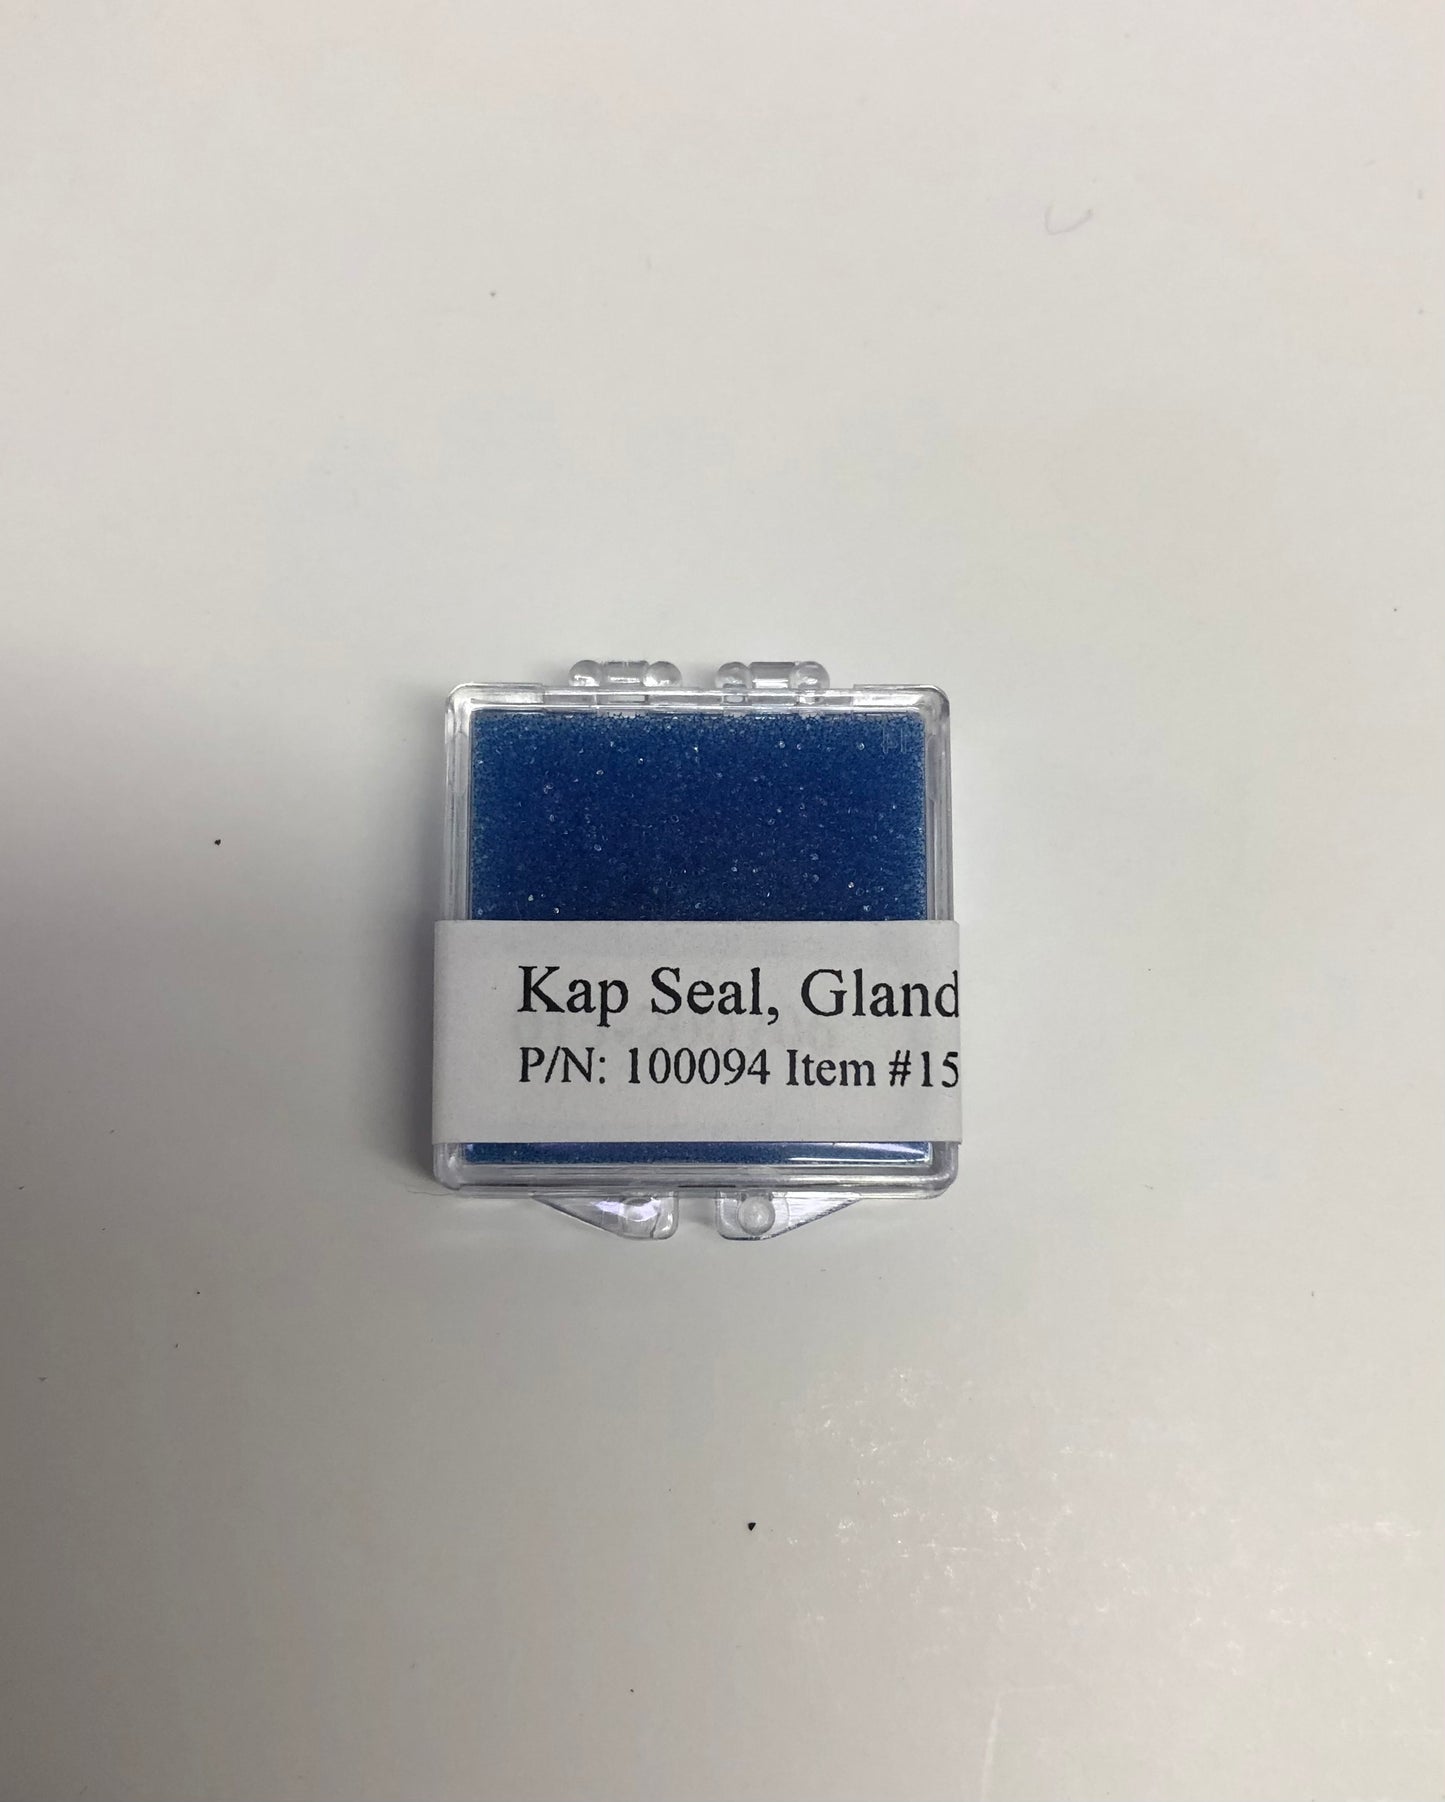 Kap Seal, Gland
P/N: 100094 Item #15